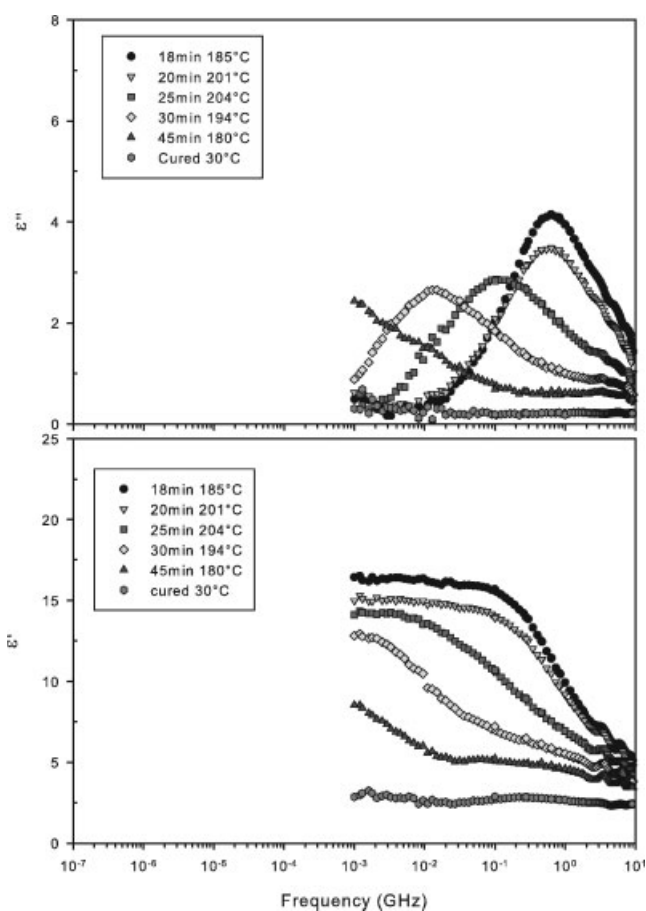 8
18min 185°C
20min 201°C
25min 204°C
6
30min 194°C
45min 180°C
Cured 30°C
ε"
4
2
0
25
18min 185°C
20min 201°C
20
25min 204°C
30min 194°C
45min 180°C
cured 30°C
15
ε'
10
5
0
10-7 10-6 10-5 10-4 10-3 10-2 10-1 100 101
Frequency (GHz)